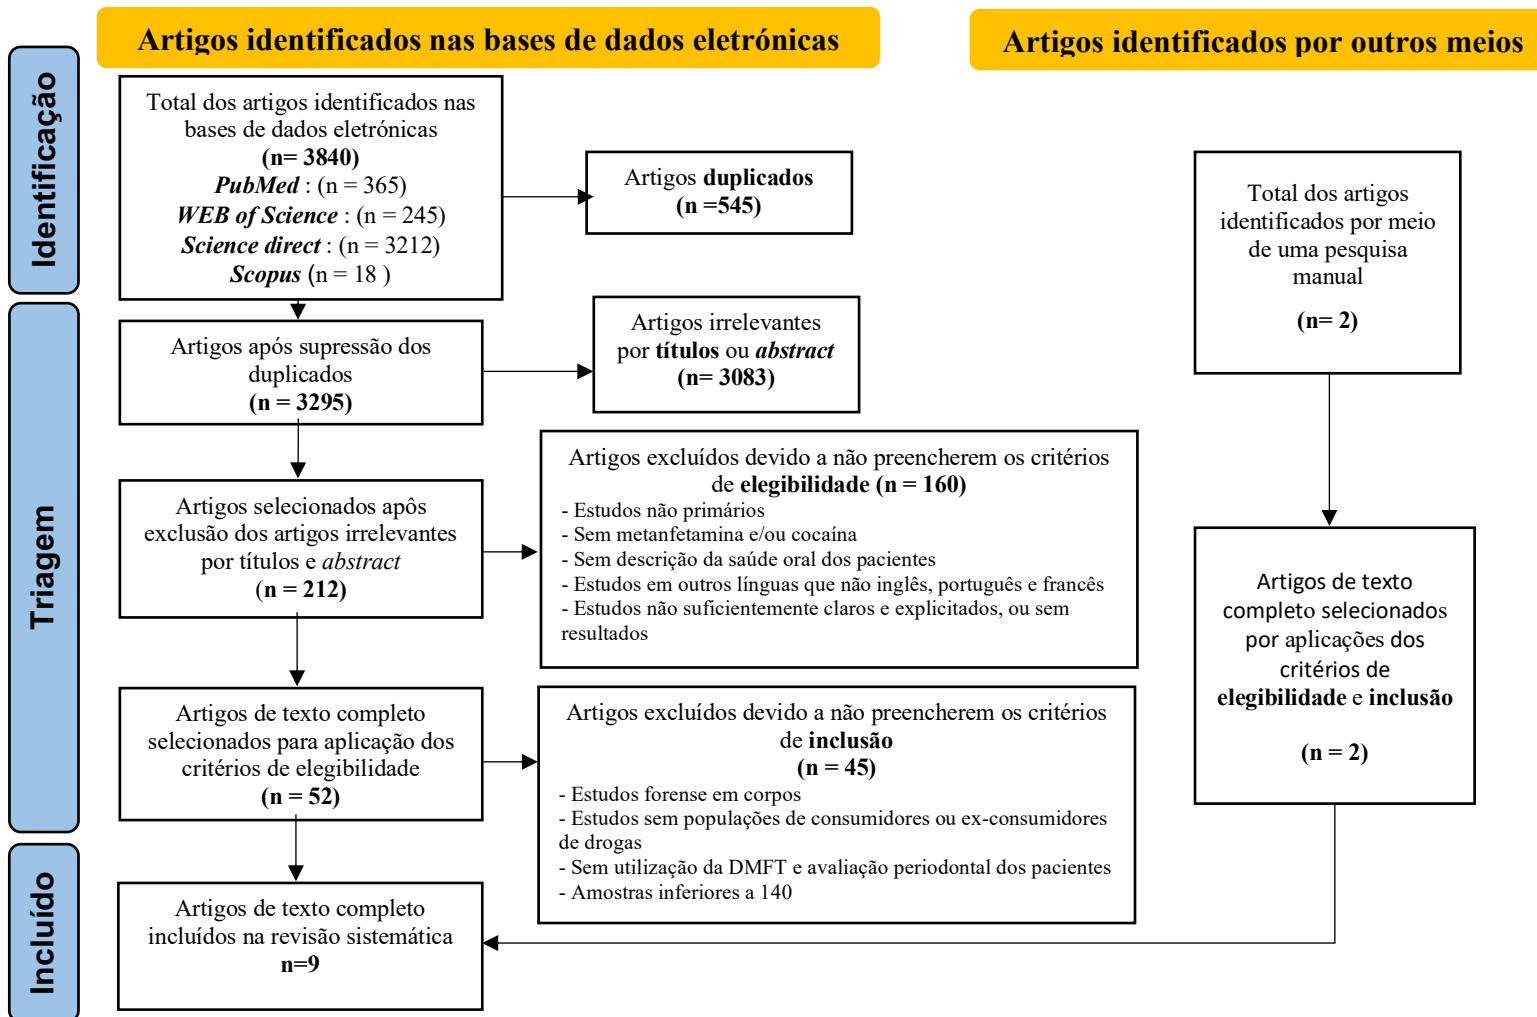 Artigos identificados nas bases de dados eletrónicas
Artigos identificados por outros meios
Identificação
Total dos artigos identificados nas
bases de dados eletrónicas
(n= 3840)
PubMed : (n = 365)
WEB of Science : (n = 245)
Science direct : (n = 3212)
Scopus (n = 18 )
Artigos duplicados
(n =545)
Total dos artigos
identificados por meio
de uma pesquisa
manual
(n= 2)
Triagem
Artigos após supressão dos
duplicados
(n = 3295)
Artigos irrelevantes
por títulos ou abstract
(n= 3083)
Artigos selecionados após
exclusão dos artigos irrelevantes
por títulos e abstract
(n = 212)
Artigos excluídos devido a não preencherem os critérios
de elegibilidade (n = 160)
- Estudos não primários
- Sem metanfetamina e/ou cocaína
- Sem descrição da saúde oral dos pacientes
- Estudos em outros línguas que não inglês, português e francês
- Estudos não suficientemente claros e explicitados, ou sem
resultados
Artigos de texto
completo selecionados
por aplicações dos
critérios de
elegibilidade e inclusão
(n = 2)
Artigos de texto completo
selecionados para aplicação dos
critérios de elegibilidade
(n = 52)
Artigos excluídos devido a não preencherem os critérios
de inclusão
(n = 45)
- Estudos forense em corpos
- Estudos sem populações de consumidores ou ex-consumidores
de drogas
- Sem utilização da DMFT e avaliação periodontal dos pacientes
- Amostras inferiores a 140
Incluído
Artigos de texto completo
incluídos na revisão sistemática
n=9